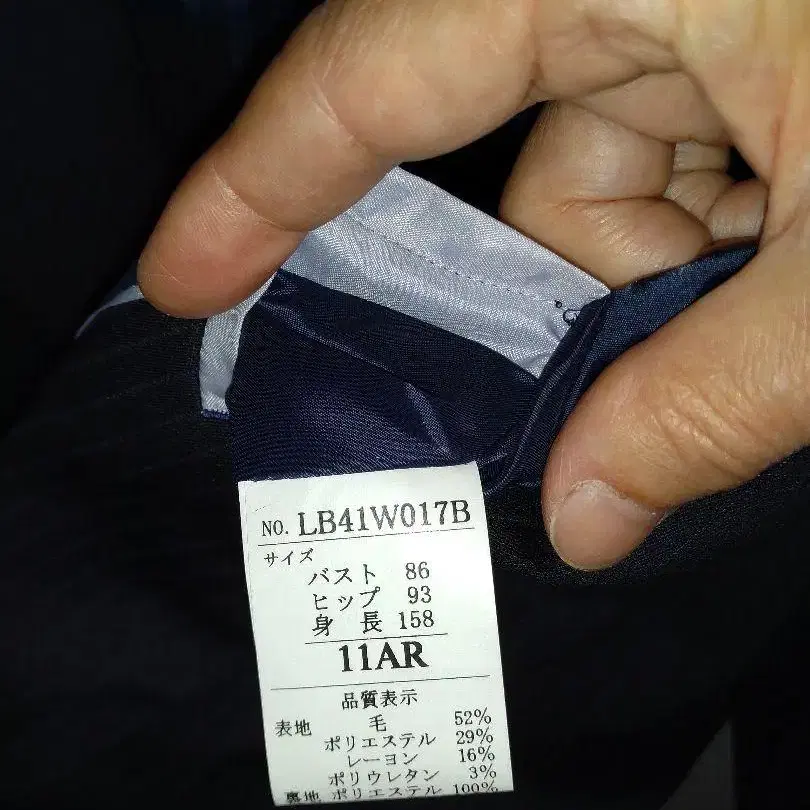 NO. LB41W017B
サイズ
バスト 86
ヒップ 93
身長 158
11AR
品質表示
表地 毛 52%
ポリエステル 29%
レーヨン 16%
ポリウレタン 3%
裏地 ポリエステル 100%